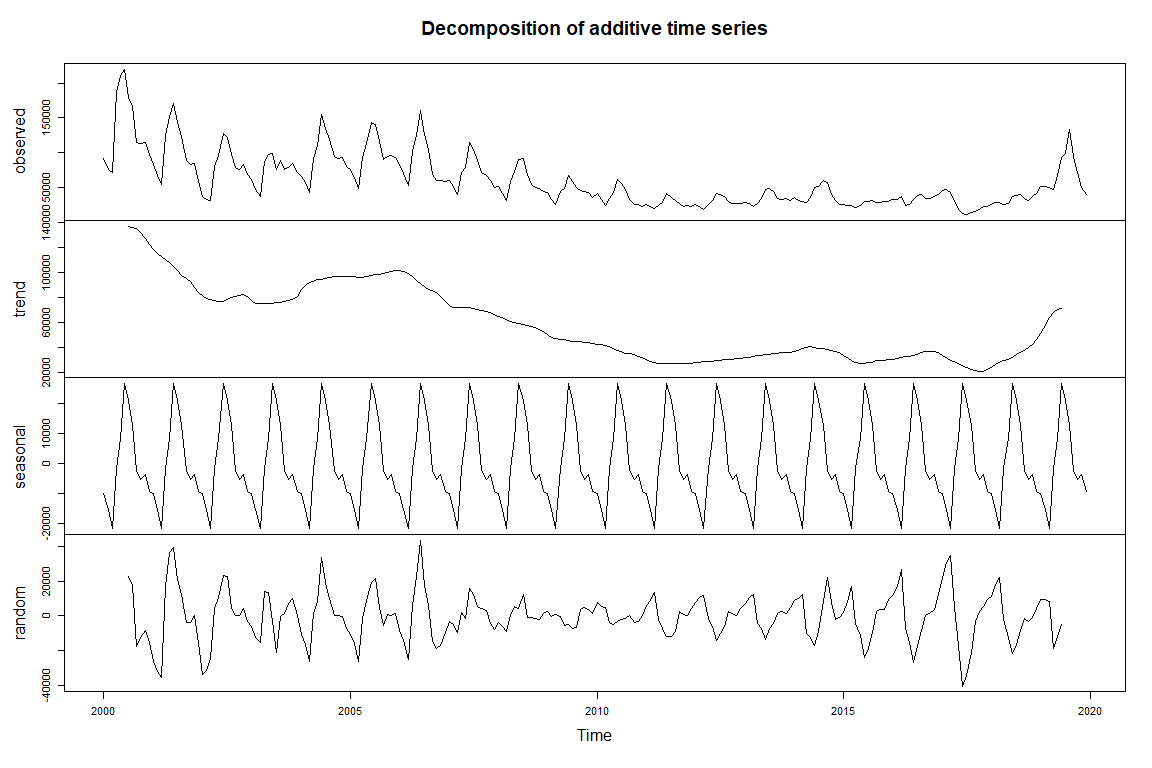 Decomposition of additive time series
observed
50000 150000
trend
20000 60000 100000 140000
seasonal
-20000 0 10000
random
-40000 0 20000
2000 2005 2010 2015 2020
Time